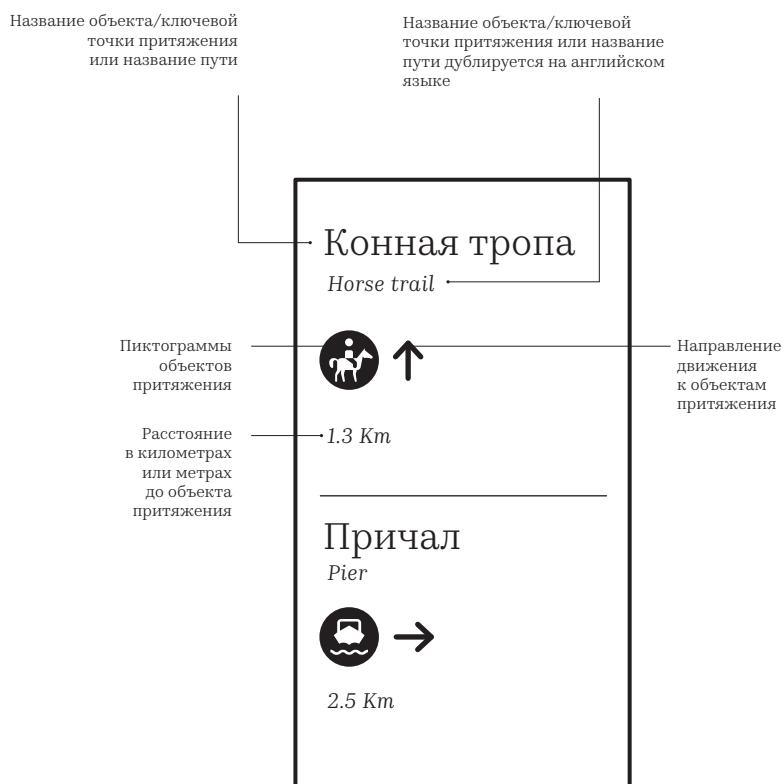 Название объекта/ключевой
точки притяжения
или название пути
Название объекта/ключевой
точки притяжения или название
пути дублируется на английском
языке
Конная тропа
Horse trail
Пиктограммы
объектов
притяжения
Направление
движения
к объектам
притяжения
Расстояние
в километрах
или метрах
до объекта
притяжения
1.3 Km
Причал
Pier
2.5 Km